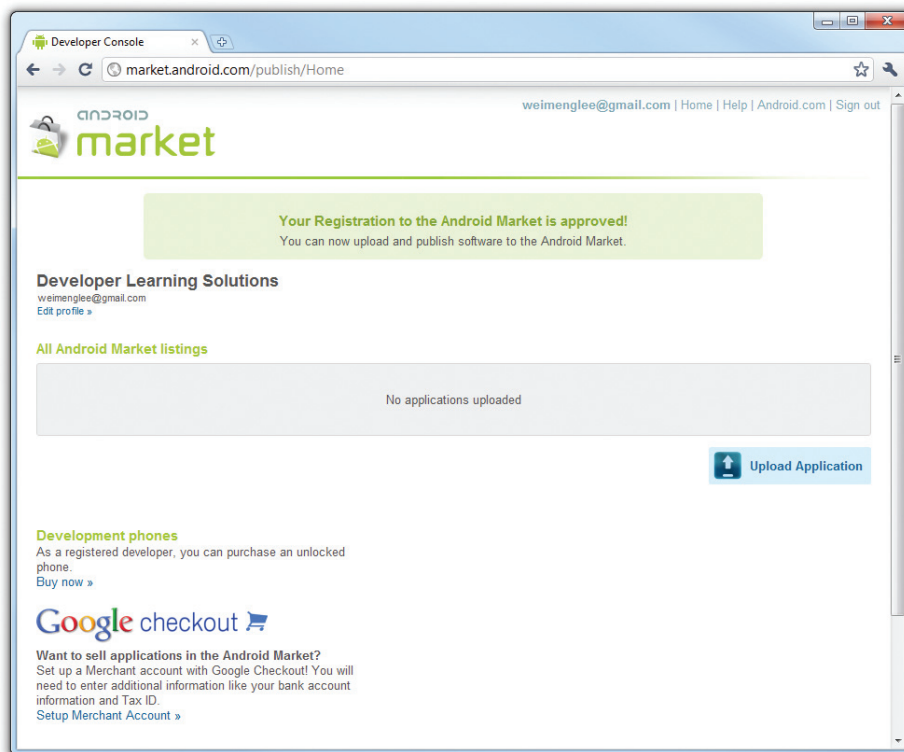 Developer Console
market.android.com/publish/Home
weimenglee@gmail.com | Home | Help | Android.com | Sign out
android
market
Your Registration to the Android Market is approved!
You can now upload and publish software to the Android Market.
Developer Learning Solutions
weimenglee@gmail.com
Edit profile »
All Android Market listings
No applications uploaded
Upload Application
Development phones
As a registered developer, you can purchase an unlocked
phone.
Buy now »
Google checkout
Want to sell applications in the Android Market?
Set up a Merchant account with Google Checkout! You will
need to enter additional information like your bank account
information and Tax ID.
Setup Merchant Account »